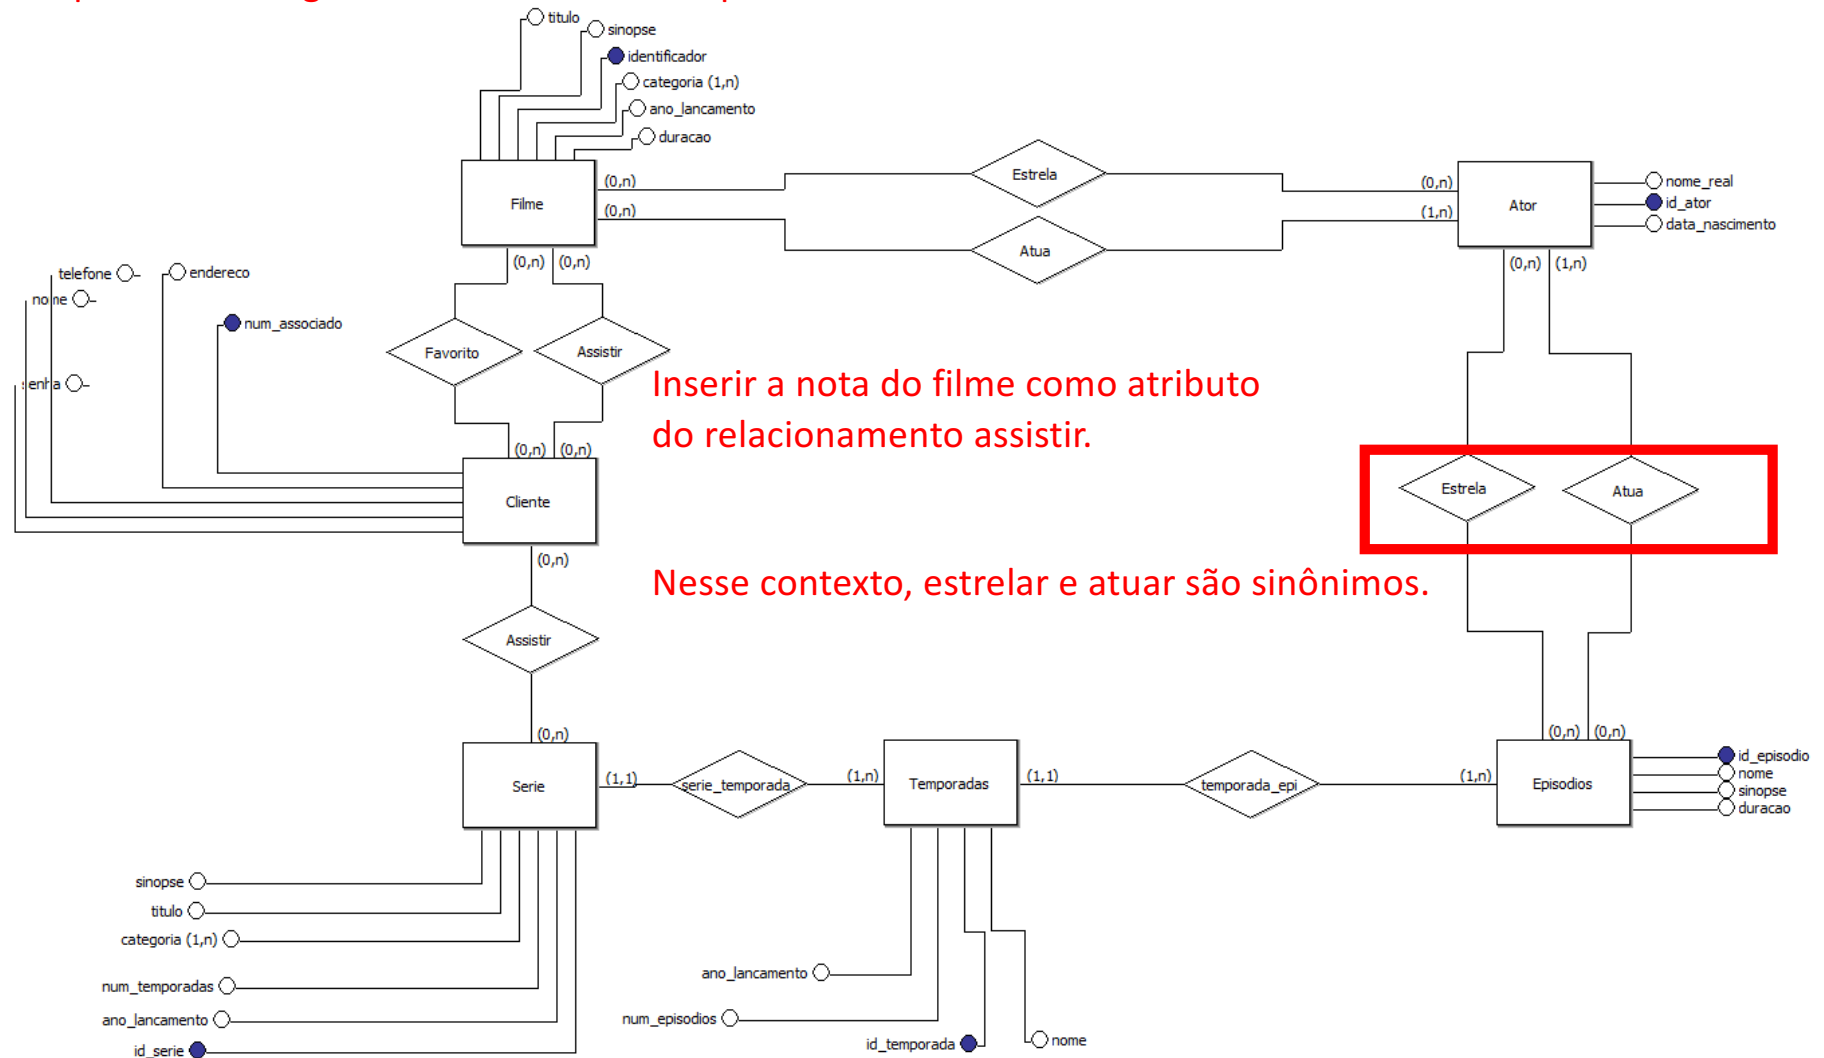 titulo
sinopse
identificador
categoria (1,n)
ano_lancamento
duracao
Filme
(0,n)
(0,n)
Estrela
Atua
(0,n)
(1,n)
Ator
nome_real
id_ator
data_nascimento
(0,n) (0,n)
(0,n) (1,n)
telefone
endereco
nome
num_associado
Favorito
Assistir
Inserir a nota do filme como atributo
do relacionamento assistir.
(0,n) (0,n)
Cliente
Estrela
Atua
(0,n)
Nesse contexto, estrelar e atuar são sinônimos.
Assistir
(0,n)
(0,n) (0,n)
Serie
(1,1)
serie_temporada
(1,n)
Temporadas
(1,1)
temporada_epi
(1,n)
Episodios
id_episodio
nome
sinopse
duracao
sinopse
titulo
categoria (1,n)
num_temporadas
ano_lancamento
id_serie
ano_lancamento
num_episodios
id_temporada
nome